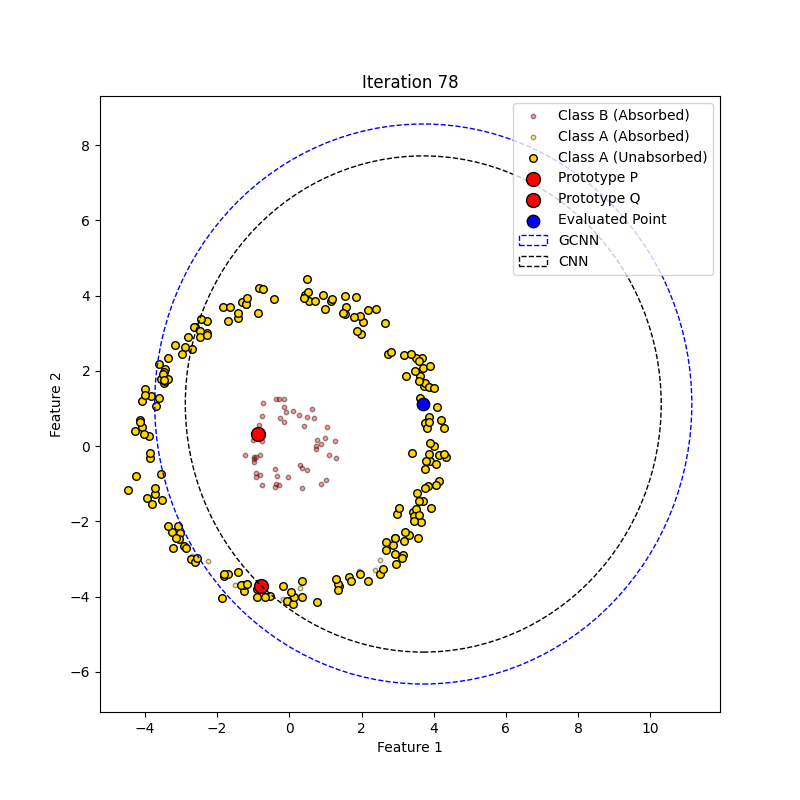 Iteration 78
Class B (Absorbed)
Class A (Absorbed)
Class A (Unabsorbed)
Prototype P
Prototype Q
Evaluated Point
GCNN
CNN
8
6
4
2
0
−2
−4
−6
Feature 2
−4
−2
0
2
4
6
8
10
Feature 1